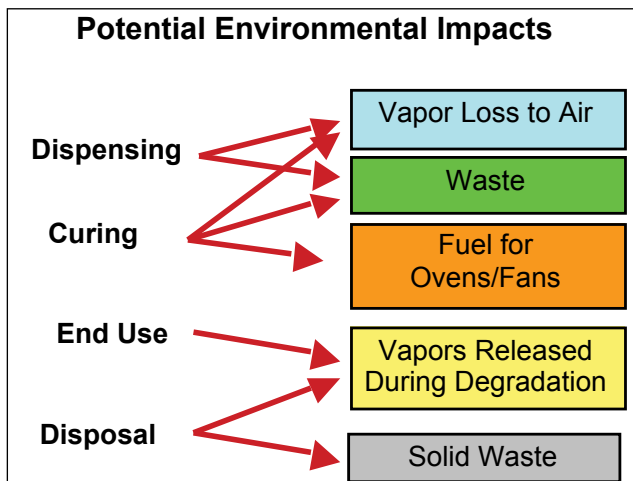 Potential Environmental Impacts
Dispensing
Curing
End Use
Disposal
Vapor Loss to Air
Waste
Fuel for
Ovens/Fans
Vapors Released
During Degradation
Solid Waste